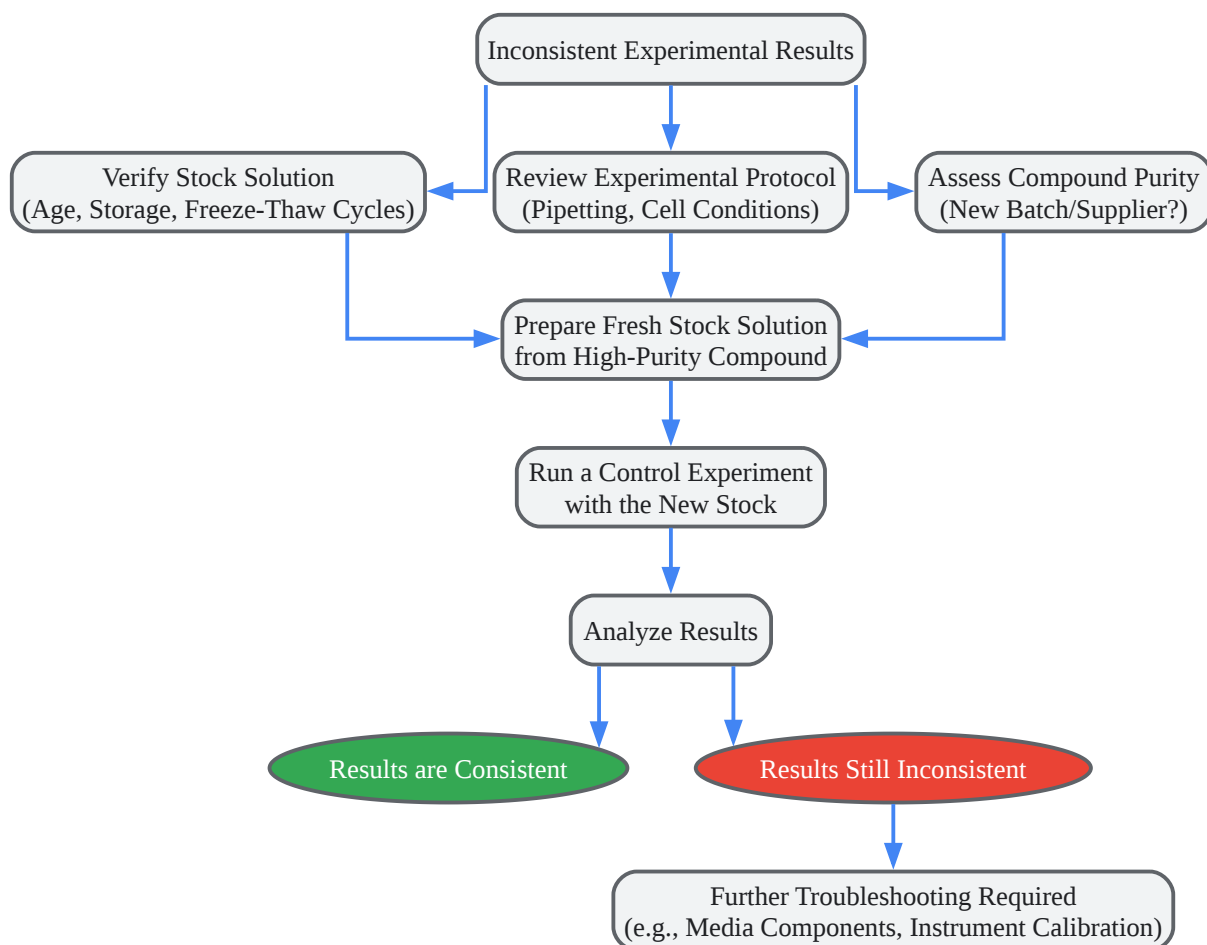 Inconsistent Experimental Results
Verify Stock Solution
(Age, Storage, Freeze-Thaw Cycles)
Review Experimental Protocol
(Pipetting, Cell Conditions)
Assess Compound Purity
(New Batch/Supplier?)
Prepare Fresh Stock Solution
from High-Purity Compound
Run a Control Experiment
with the New Stock
Analyze Results
Results are Consistent
Results Still Inconsistent
Further Troubleshooting Required
(e.g., Media Components, Instrument Calibration)